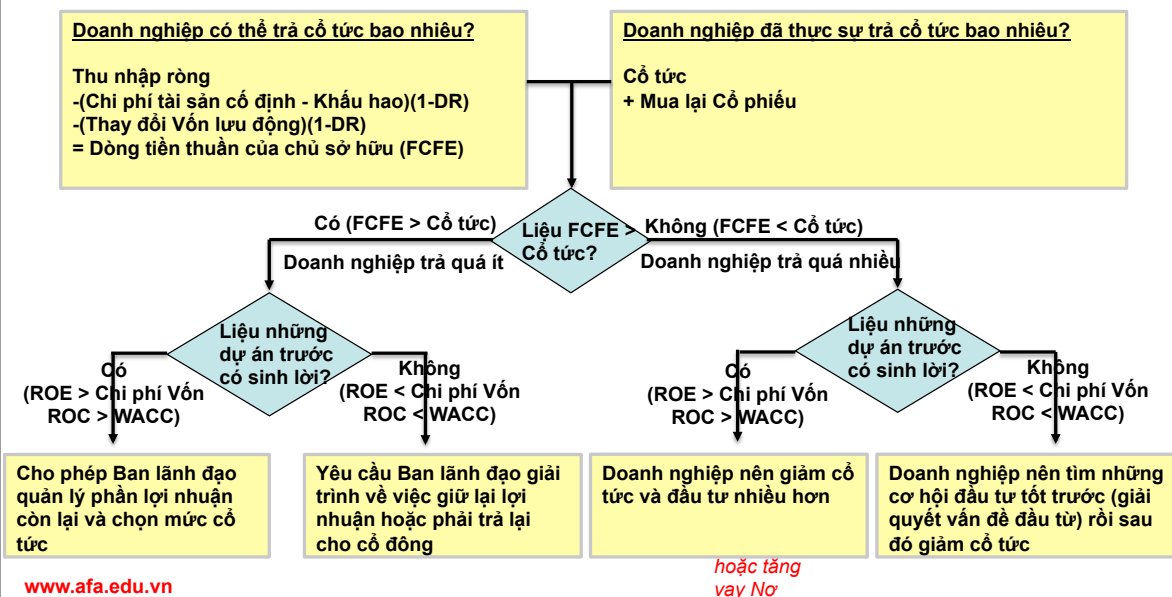 Doanh nghiệp có thể trả cổ tức bao nhiêu?
Thu nhập ròng
-(Chi phí tài sản cố định - Khấu hao)(1-DR)
-(Thay đổi Vốn lưu động)(1-DR)
= Dòng tiền thuần của chủ sở hữu (FCFE)
Doanh nghiệp đã thực sự trả cổ tức bao nhiêu?
Cổ tức
+ Mua lại Cổ phiếu
Liệu FCFE >
Cổ tức?
Có (FCFE > Cổ tức)
Doanh nghiệp trả quá ít
Không (FCFE < Cổ tức)
Doanh nghiệp trả quá nhiều
Liệu những
dự án trước
có sinh lời?
Có
(ROE > Chi phí Vốn
ROC > WACC)
Không
(ROE < Chi phí Vốn
ROC < WACC)
Liệu những
dự án trước
có sinh lời?
Có
(ROE > Chi phí Vốn
ROC > WACC)
Không
(ROE < Chi phí Vốn
ROC < WACC)
Cho phép Ban lãnh đạo
quản lý phần lợi nhuận
còn lại và chọn mức cổ
tức
Yêu cầu Ban lãnh đạo giải
trình về việc giữ lại lợi
nhuận hoặc phải trả lại
cho cổ đông
Doanh nghiệp nên giảm cổ
tức và đầu tư nhiều hơn
Doanh nghiệp nên tìm những
cơ hội đầu tư tốt trước (giải
quyết vấn đề đầu từ) rồi sau
đó giảm cổ tức
hoặc tăng
vay Nợ
www.afa.edu.vn